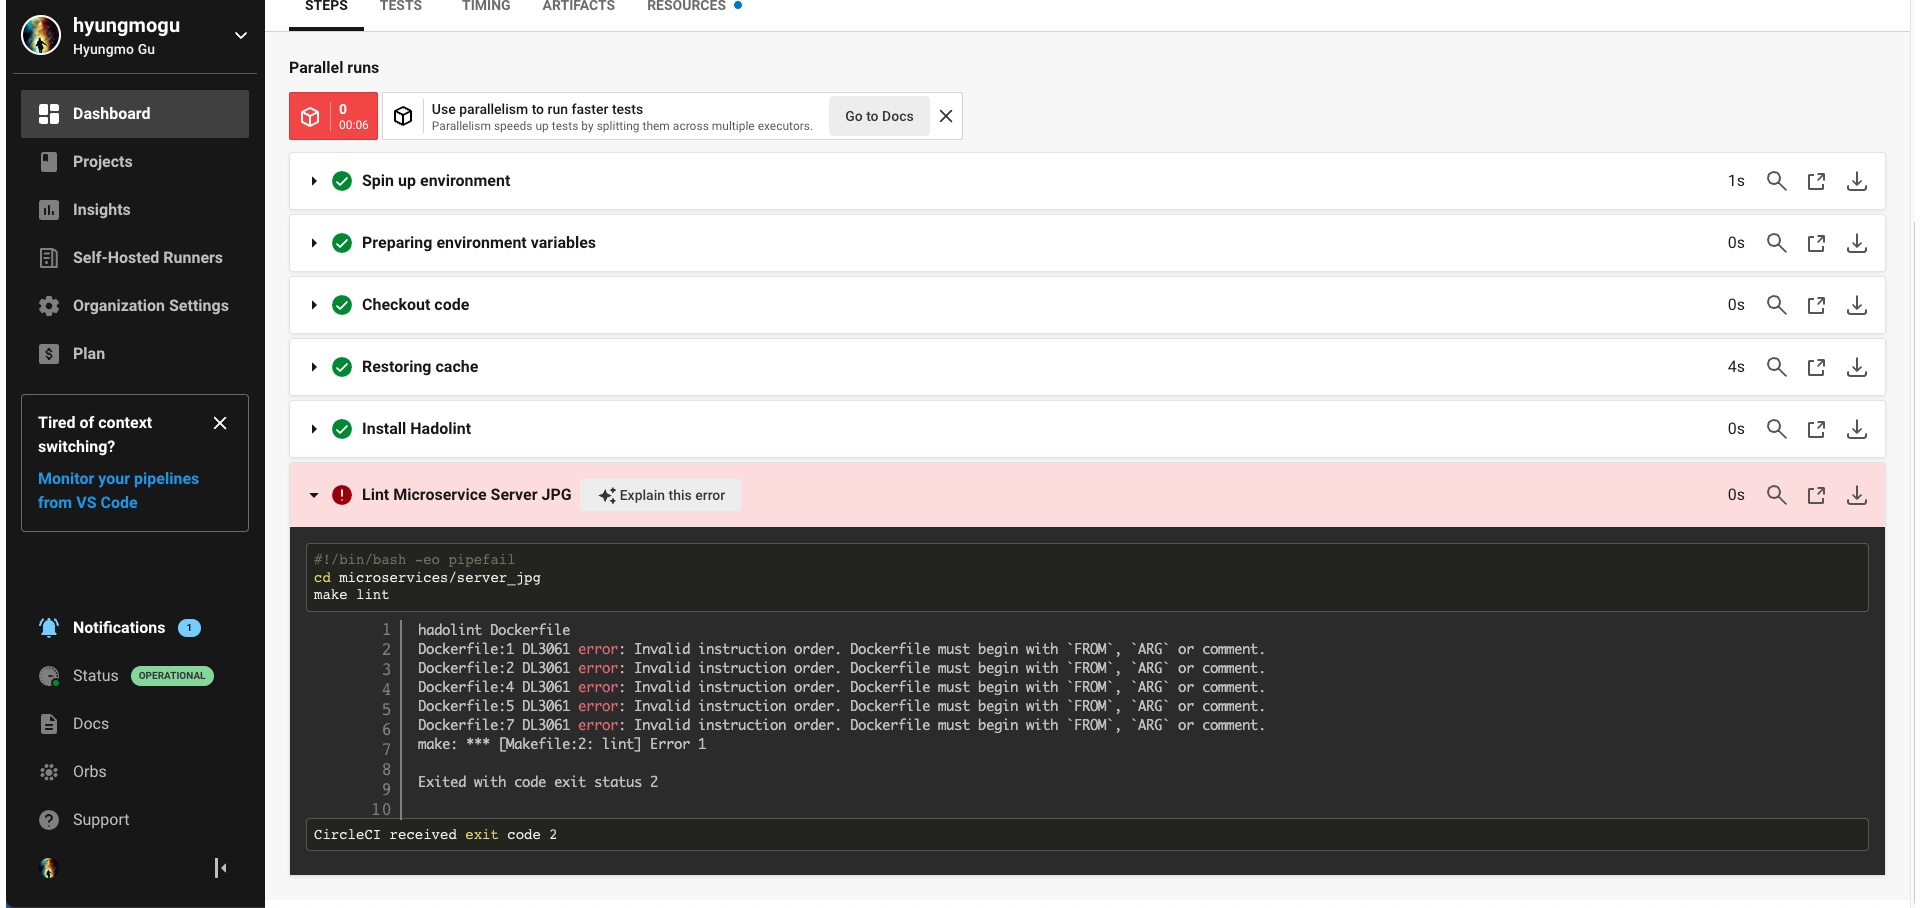 hyungmogu
Hyungmo Gu
Dashboard
Projects
Insights
Self-Hosted Runners
Organization Settings
Plan
Tired of context
switching?
Monitor your pipelines
from VS Code
Notifications 1
Status OPERATIONAL
Docs
Orbs
Support
STEPS TESTS TIMING ARTIFACTS RESOURCES
Parallel runs
0
00:06
Use parallelism to run faster tests
Parallelism speeds up tests by splitting them across multiple executors.
Go to Docs
Spin up environment 1s
Preparing environment variables 0s
Checkout code 0s
Restoring cache 4s
Install Hadolint 0s
Lint Microservice Server JPG Explain this error 0s
#!/bin/bash -eo pipefail
cd microservices/server_jpg
make lint
1 hadolint Dockerfile
2 Dockerfile:1 DL3061 error: Invalid instruction order. Dockerfile must begin with `FROM`, `ARG` or comment.
3 Dockerfile:2 DL3061 error: Invalid instruction order. Dockerfile must begin with `FROM`, `ARG` or comment.
4 Dockerfile:4 DL3061 error: Invalid instruction order. Dockerfile must begin with `FROM`, `ARG` or comment.
5 Dockerfile:5 DL3061 error: Invalid instruction order. Dockerfile must begin with `FROM`, `ARG` or comment.
6 Dockerfile:7 DL3061 error: Invalid instruction order. Dockerfile must begin with `FROM`, `ARG` or comment.
7 make: *** [Makefile:2: lint] Error 1
8
9 Exited with code exit status 2
10
CircleCI received exit code 2